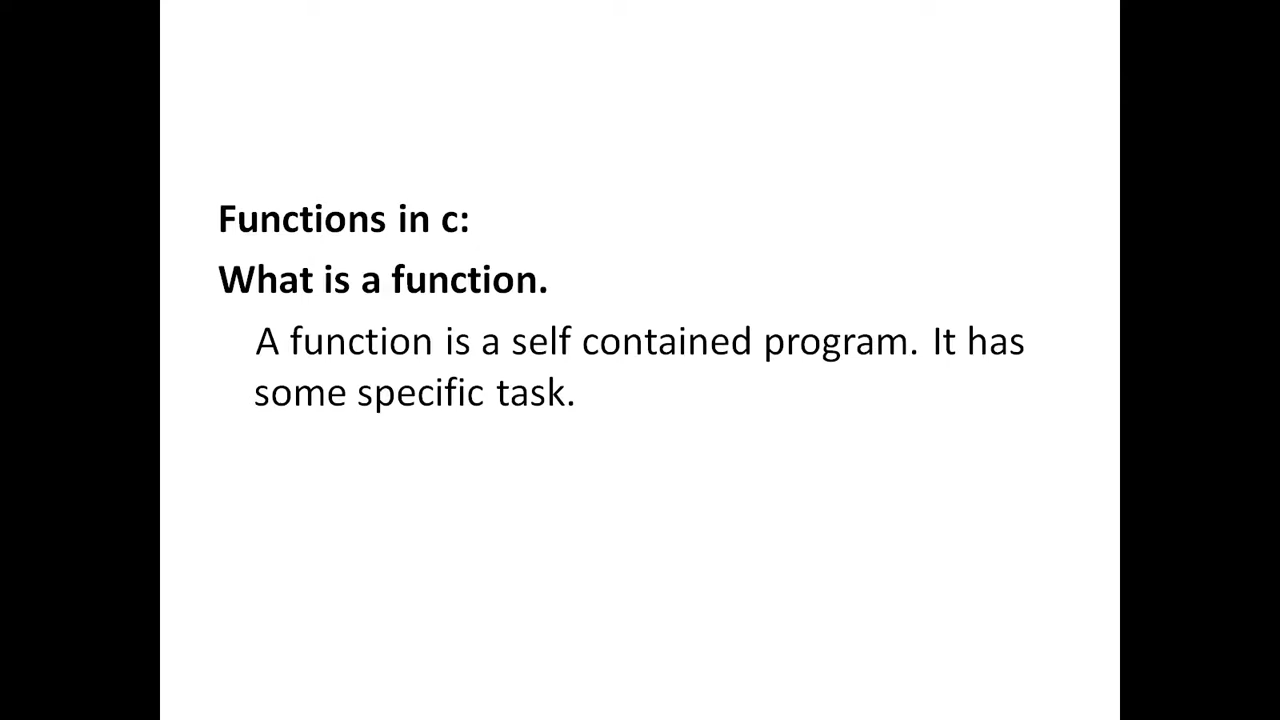 Functions in c:
What is a function.
A function is a self contained program. It has
some specific task.